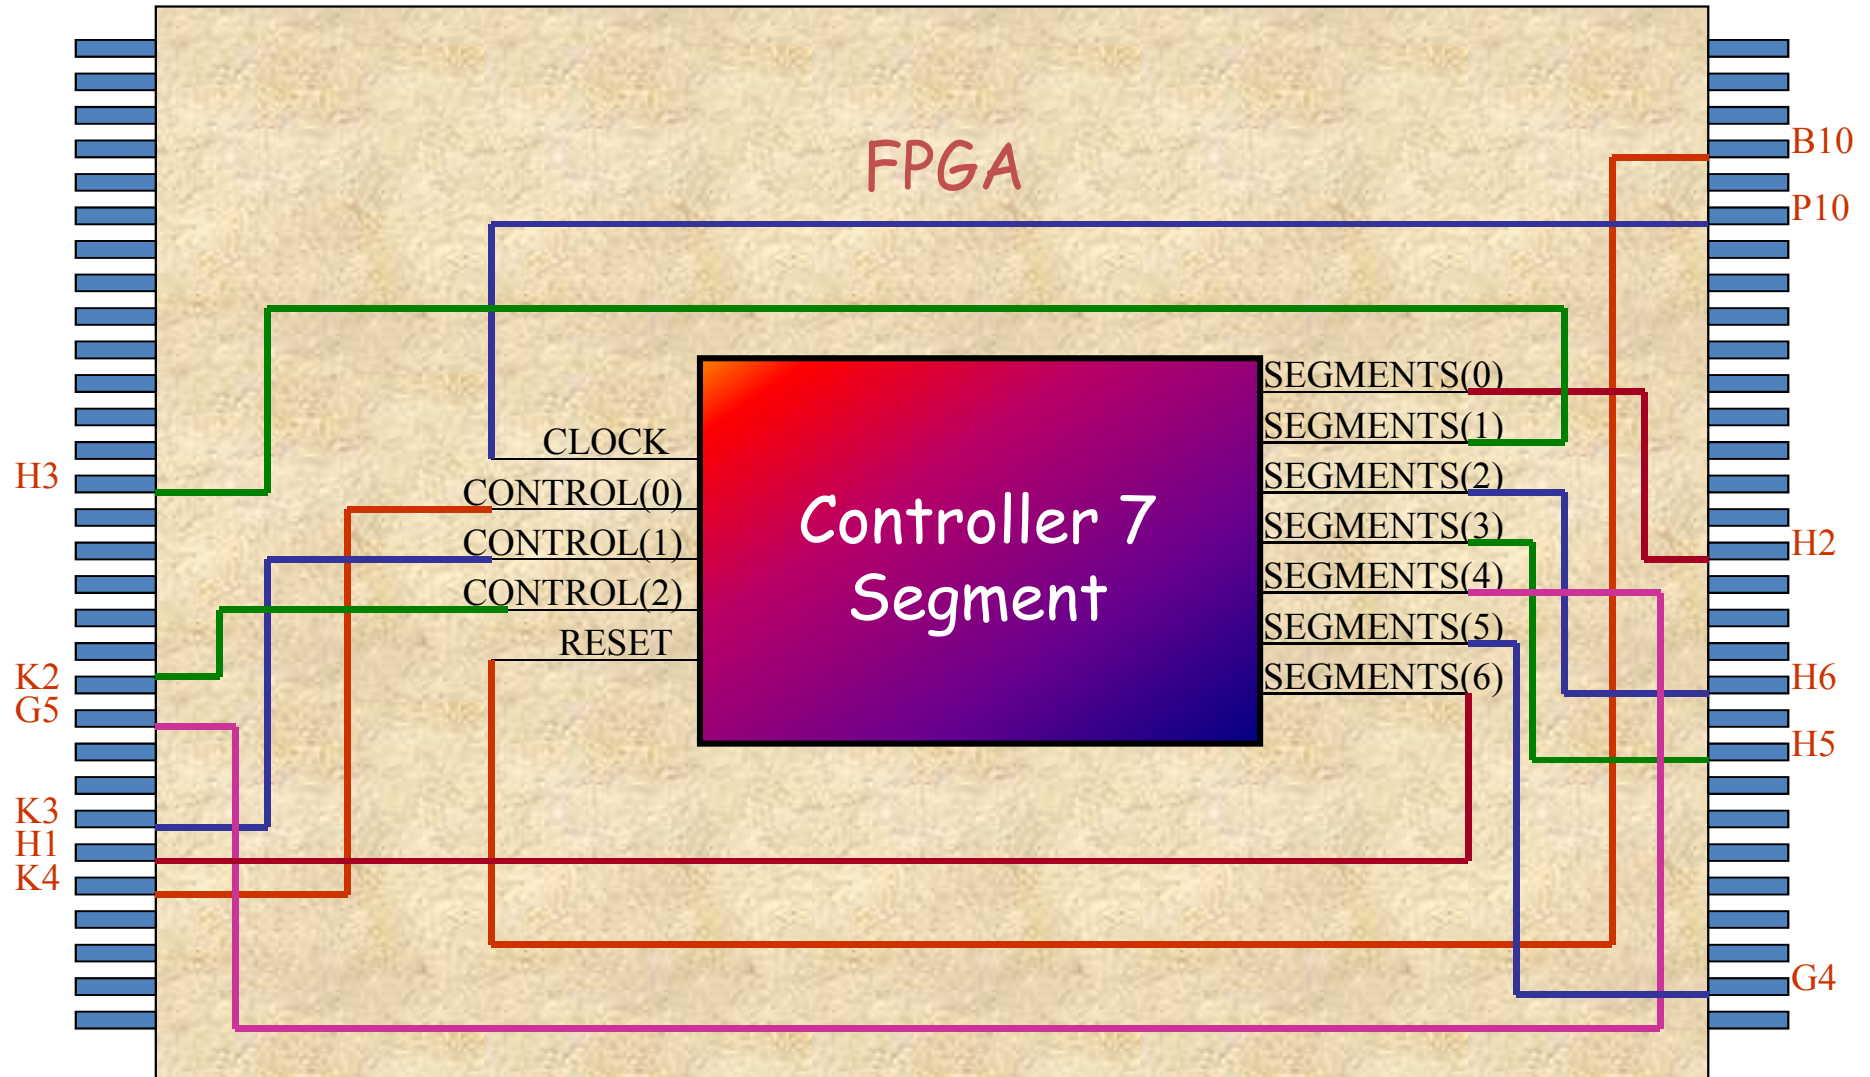 FPGA
B10
P10
H3
H2
K2
G5
H6
H5
K3
H1
K4
G4
CLOCK
CONTROL(0)
CONTROL(1)
CONTROL(2)
RESET
Controller 7
Segment
SEGMENTS(0)
SEGMENTS(1)
SEGMENTS(2)
SEGMENTS(3)
SEGMENTS(4)
SEGMENTS(5)
SEGMENTS(6)